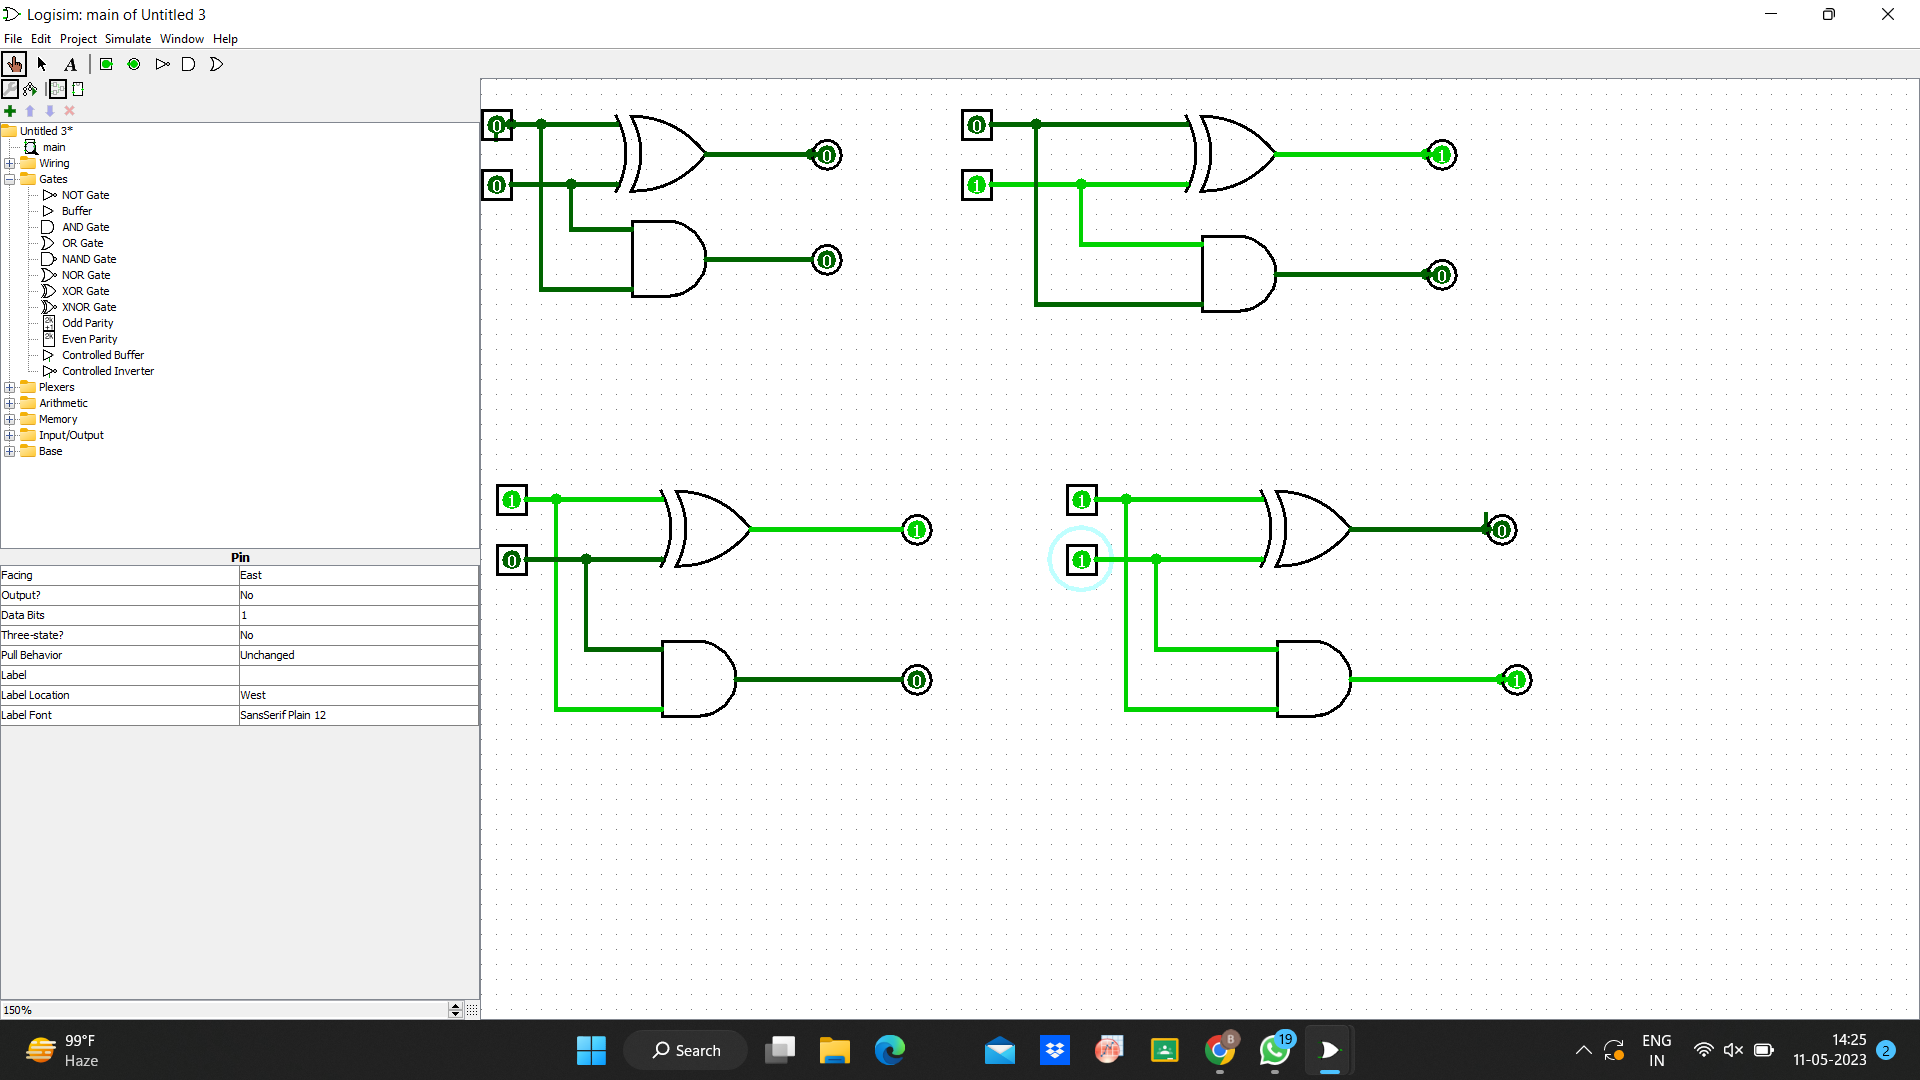 Logisim: main of Untitled 3
File Edit Project Simulate Window Help
A
Untitled 3*
main
Wiring
Gates
NOT Gate
Buffer
AND Gate
OR Gate
NAND Gate
NOR Gate
XOR Gate
XNOR Gate
Odd Parity
Even Parity
Controlled Buffer
Controlled Inverter
Plexers
Arithmetic
Memory
Input/Output
Base
Pin
Facing East
Output? No
Data Bits 1
Three-state? No
Pull Behavior Unchanged
Label
Label Location West
Label Font SansSerif Plain 12
150%
0 0
0
0
0 1
1
0
1 1
0
0
1 0
1
1
99°F
Haze
Search
B
19
ENG
IN
14:25
11-05-2023
2